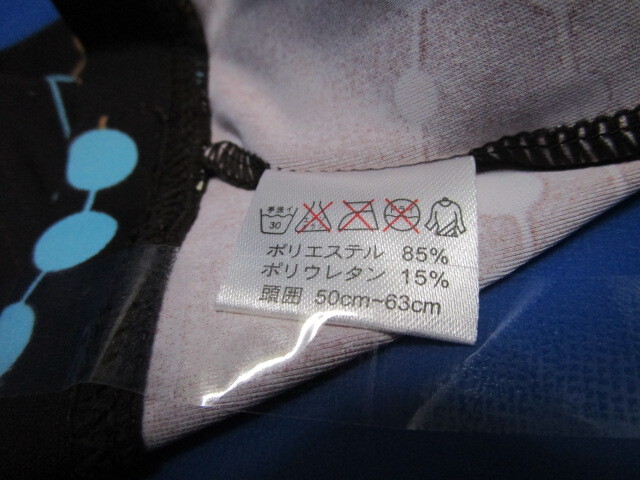 手洗イ
30
ポリエステル 85%
ポリウレタン 15%
頭囲 50cm~63cm